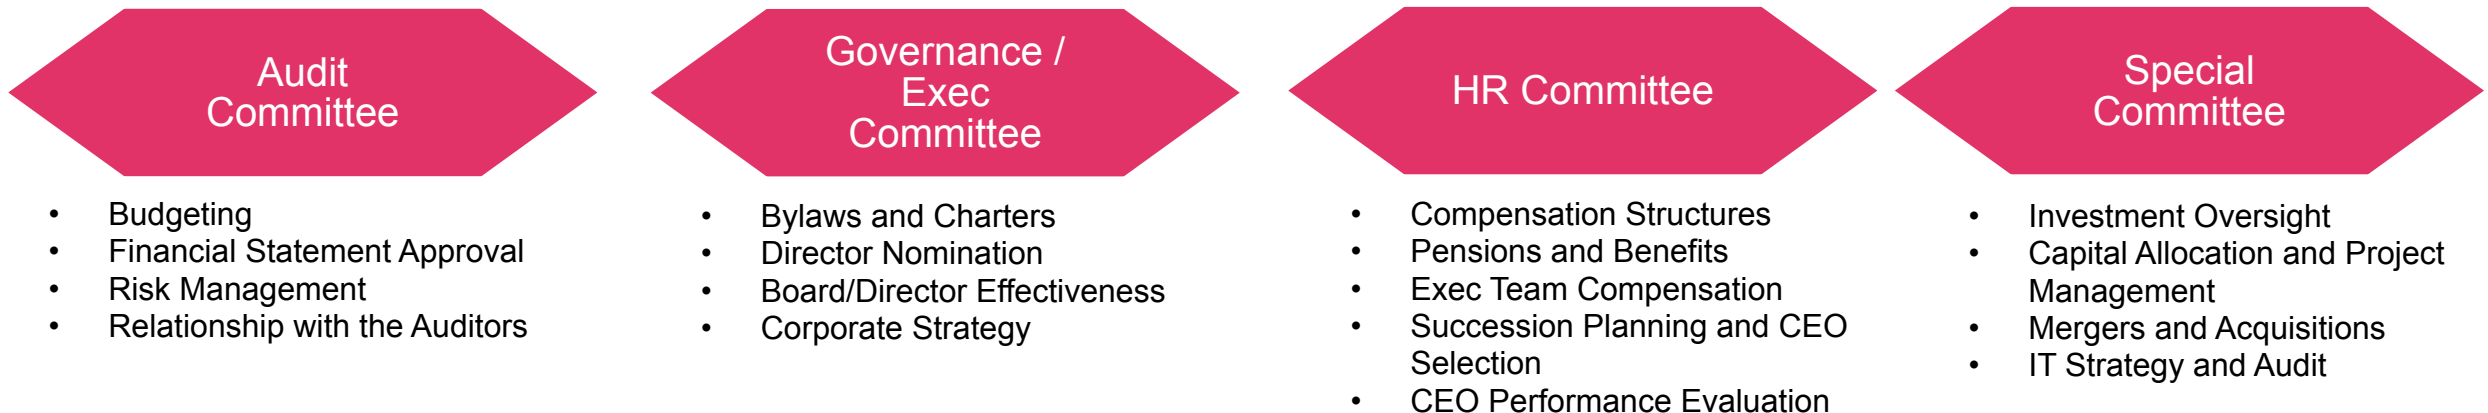 Audit
Committee
• Budgeting
• Financial Statement Approval
• Risk Management
• Relationship with the Auditors
Governance /
Exec
Committee
• Bylaws and Charters
• Director Nomination
• Board/Director Effectiveness
• Corporate Strategy
HR Committee
• Compensation Structures
• Pensions and Benefits
• Exec Team Compensation
• Succession Planning and CEO
Selection
• CEO Performance Evaluation
Special
Committee
• Investment Oversight
• Capital Allocation and Project
Management
• Mergers and Acquisitions
• IT Strategy and Audit